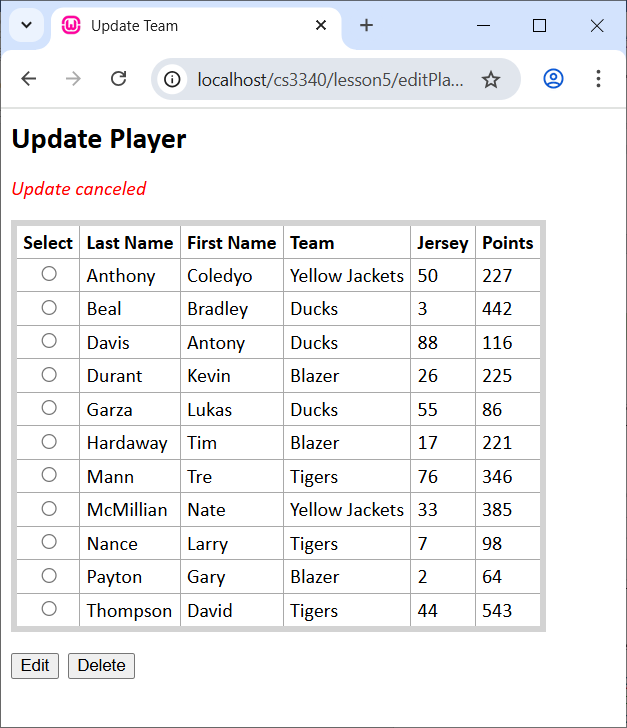 Update Team
localhost/cs3340/lesson5/editPla...
Update Player
Update canceled
Select Last Name First Name Team Jersey Points
Anthony Coledyo Yellow Jackets 50 227
Beal Bradley Ducks 3 442
Davis Antony Ducks 88 116
Durant Kevin Blazer 26 225
Garza Lukas Ducks 55 86
Hardaway Tim Blazer 17 221
Mann Tre Tigers 76 346
McMillian Nate Yellow Jackets 33 385
Nance Larry Tigers 7 98
Payton Gary Blazer 2 64
Thompson David Tigers 44 543
Edit Delete